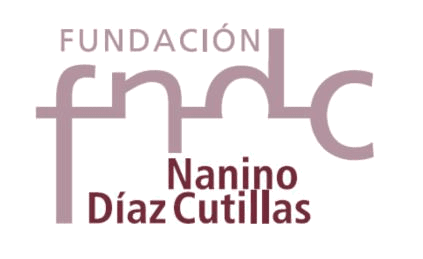 FUNDACIÓN
fndc
Nanino
Díaz Cutillas